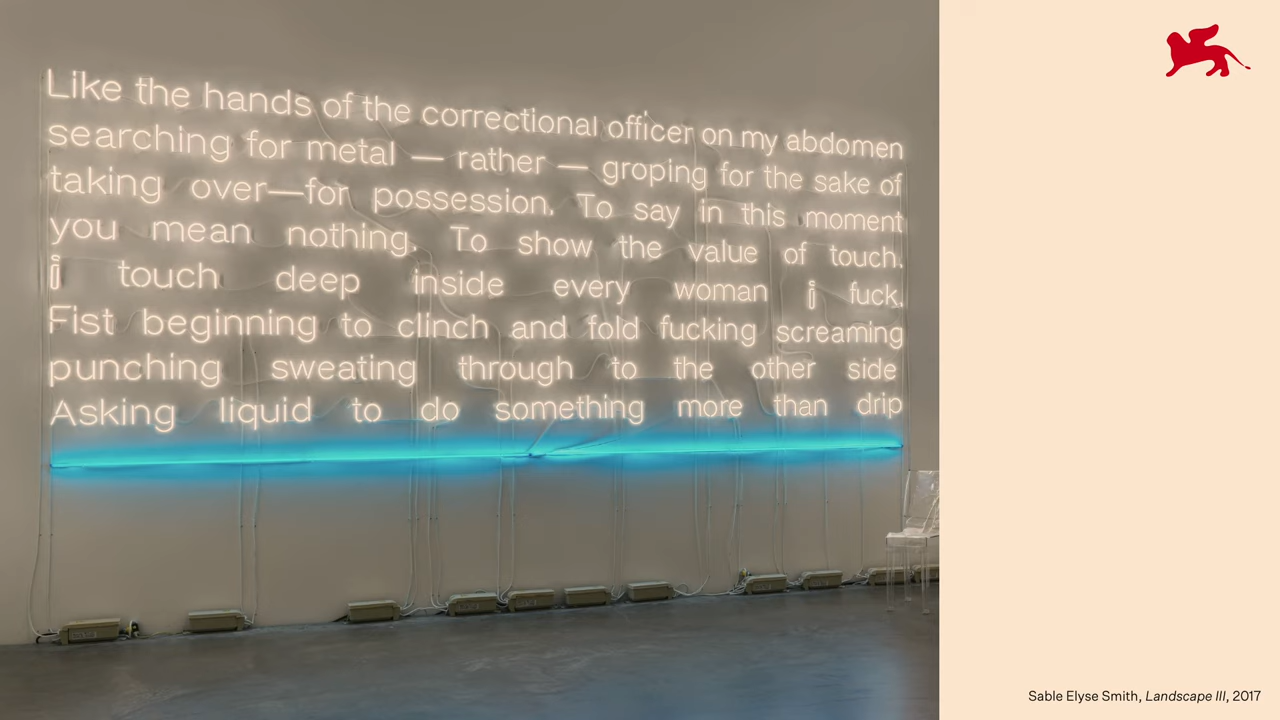 Like the hands of the correctional officer on my abdomen
searching for metal — rather — groping for the sake of
taking over—for possession. To say in this moment
you mean nothing. To show the value of touch.
i touch deep inside every woman i fuck.
Fist beginning to clinch and fold fucking screaming
punching sweating through to the other side
Asking liquid to do something more than drip
Sable Elyse Smith, Landscape III, 2017